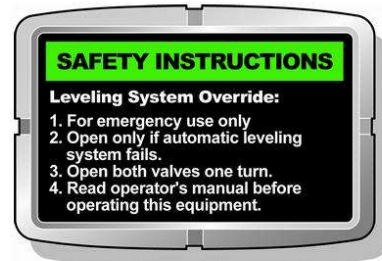 SAFETY INSTRUCTIONS
Leveling System Override:
1. For emergency use only
2. Open only if automatic leveling
system fails.
3. Open both valves one turn.
4. Read operator's manual before
operating this equipment.